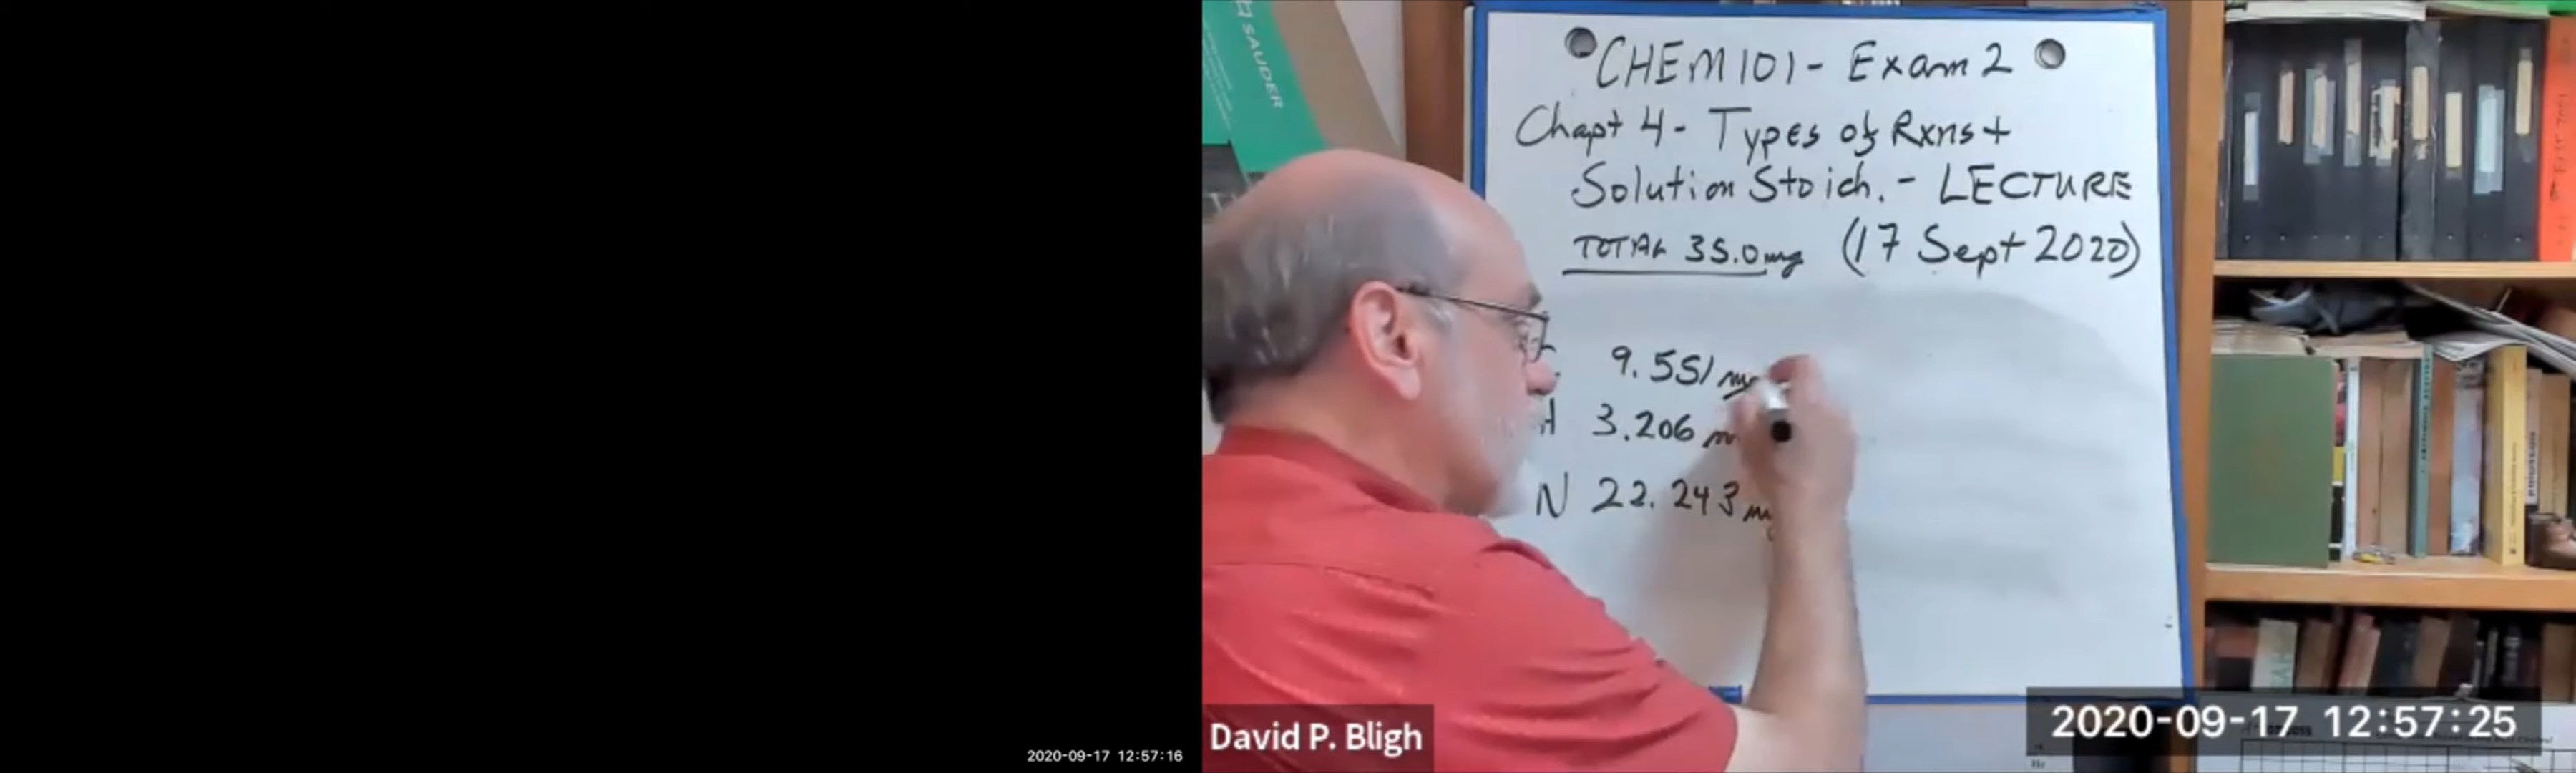 SAUDER
CHEM 101 - Exam 2
Chapt 4 - Types of Rxns +
Solution Stoich. - LECTURE
TOTAL 35.0mg (17 Sept 2020)
9.551 mg
H 3.206 m
N 22.243 mg
David P. Bligh
2020-09-17 12:57:25
2020-09-17 12:57:16